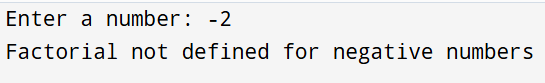 Enter a number: -2
Factorial not defined for negative numbers